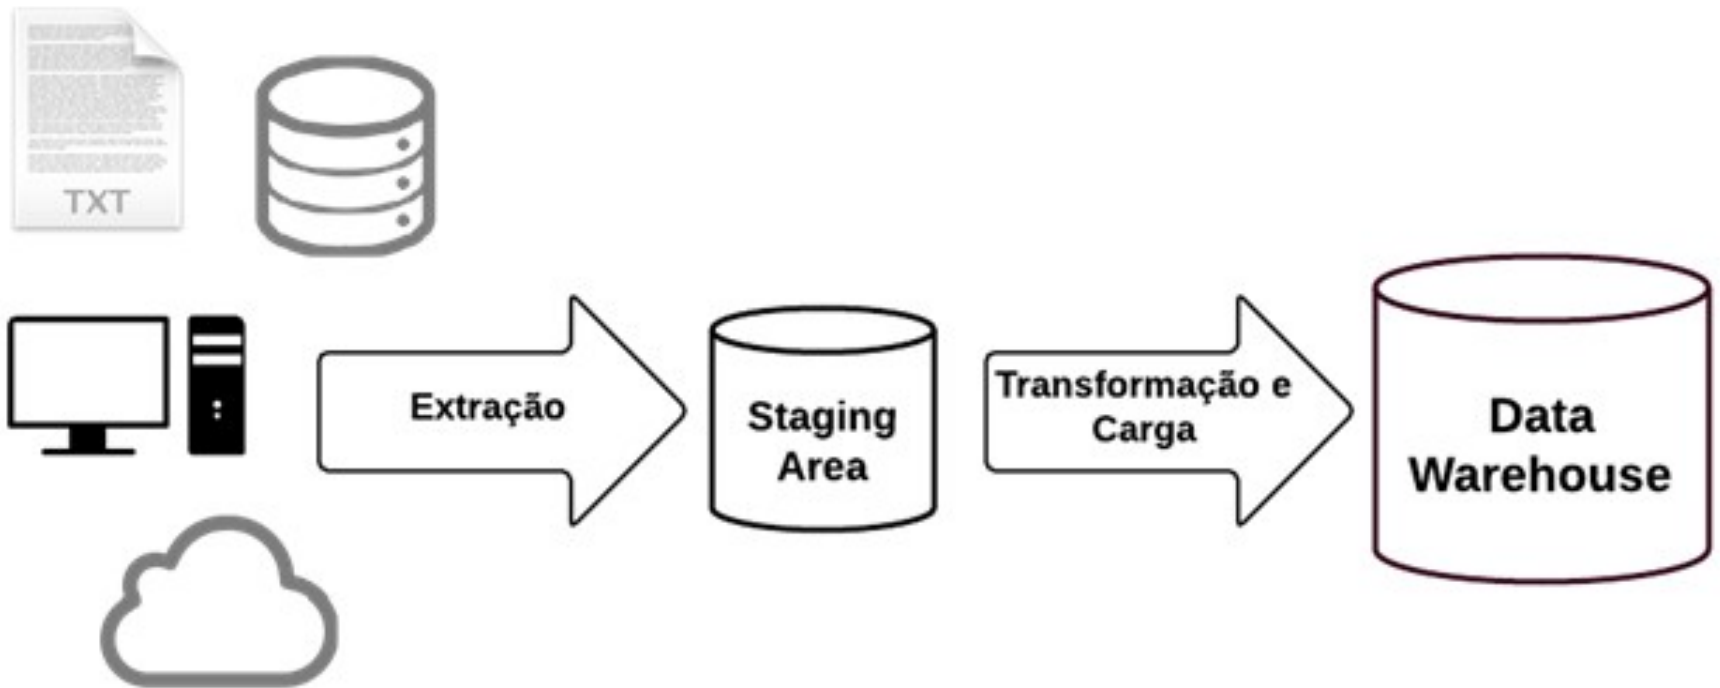 TXT
Extração
Staging
Area
Transformação e
Carga
Data
Warehouse